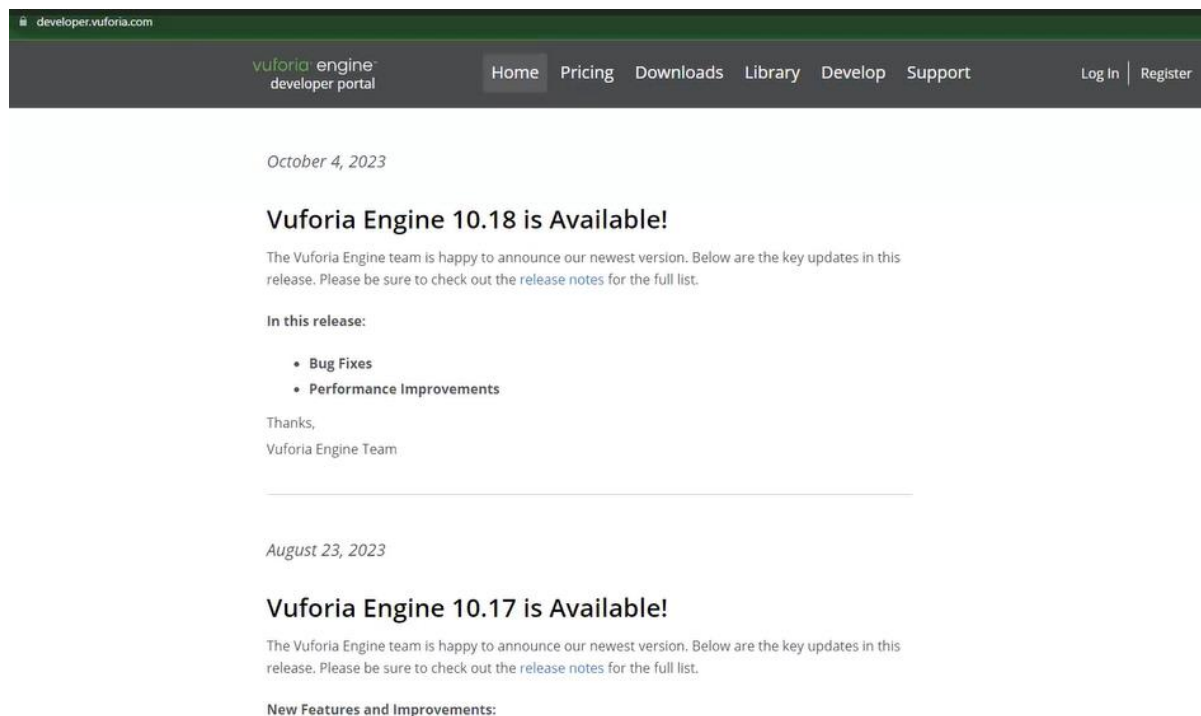 developer.vuforia.com
vuforia engine™
developer portal
Home Pricing Downloads Library Develop Support
Log In | Register
October 4, 2023
Vuforia Engine 10.18 is Available!
The Vuforia Engine team is happy to announce our newest version. Below are the key updates in this
release. Please be sure to check out the release notes for the full list.
In this release:
• Bug Fixes
• Performance Improvements
Thanks,
Vuforia Engine Team
August 23, 2023
Vuforia Engine 10.17 is Available!
The Vuforia Engine team is happy to announce our newest version. Below are the key updates in this
release. Please be sure to check out the release notes for the full list.
New Features and Improvements: